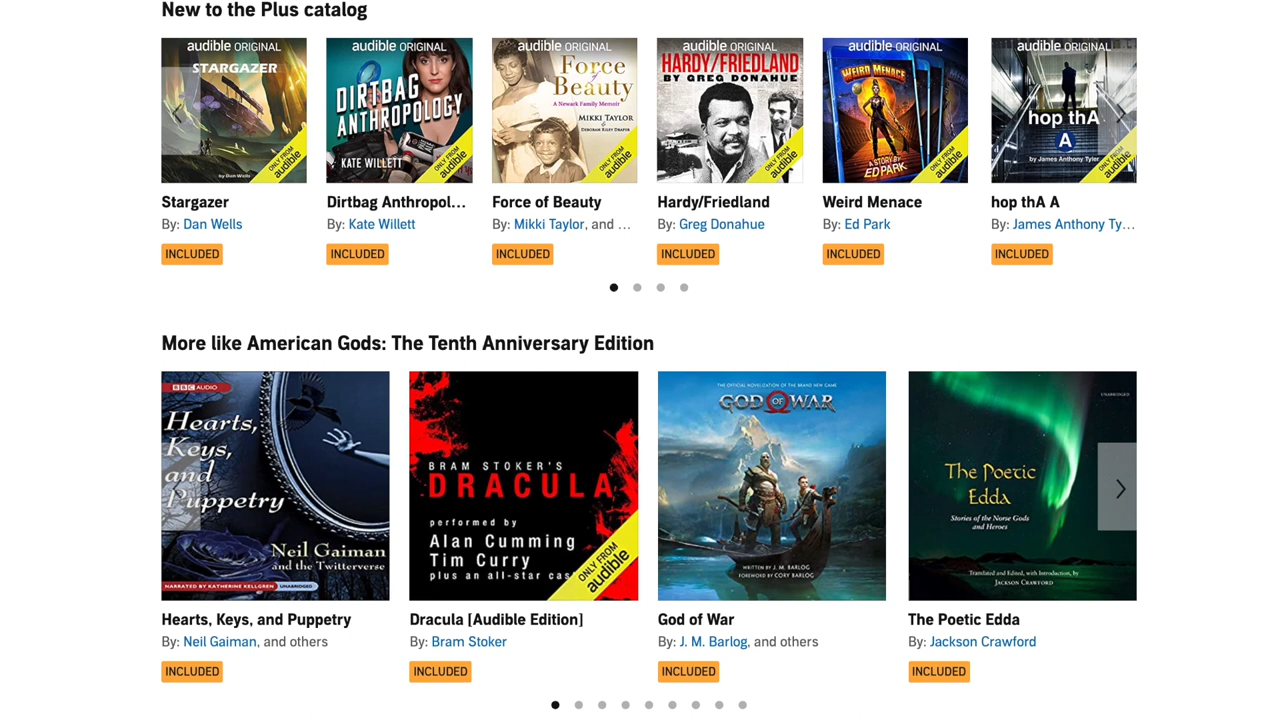 New to the Plus catalog
audible ORIGINAL
STARGAZER
by Dan Wells
ONLY FROM
audible
audible ORIGINAL
DIRTBAG
ANTHROPOLOGY
KATE WILLETT
ONLY FROM
audible
audible ORIGINAL
Force
of
Beauty
A Newark Family Memoir
MIKKI TAYLOR
& DEBORAH RILEY DRAPER
ONLY FROM
audible
audible ORIGINAL
HARDY/FRIEDLAND
BY GREG DONAHUE
ONLY FROM
audible
audible ORIGINAL
WEIRD MENACE
A STORY BY
ED PARK
ONLY FROM
audible
audible ORIGINAL
hop thA
A
by James Anthony Tyler
ONLY FROM
audible
Stargazer
By: Dan Wells
INCLUDED
Dirtbag Anthropol...
By: Kate Willett
INCLUDED
Force of Beauty
By: Mikki Taylor, and ...
INCLUDED
Hardy/Friedland
By: Greg Donahue
INCLUDED
Weird Menace
By: Ed Park
INCLUDED
hop thA A
By: James Anthony Ty...
INCLUDED
More like American Gods: The Tenth Anniversary Edition
BBC AUDIO
Hearts,
Keys,
and
Puppetry
Neil Gaiman
and the Twitterverse
NARRATED BY KATHERINE KELLGREN UNABRIDGED
BRAM STOKER'S
DRACULA
performed by
Alan Cumming
Tim Curry
plus an all-star cas
ONLY FROM
audible
THE OFFICIAL NOVELIZATION OF THE BRAND NEW GAME
GOD OF WAR
WRITTEN BY J. M. BARLOG
FOREWORD BY CORY BARLOG
UNABRIDGED
The Poetic
Edda
Stories of the Norse Gods
and Heroes
Translated and Edited, with Introduction, by
JACKSON CRAWFORD
Hearts, Keys, and Puppetry
By: Neil Gaiman, and others
INCLUDED
Dracula [Audible Edition]
By: Bram Stoker
INCLUDED
God of War
By: J. M. Barlog, and others
INCLUDED
The Poetic Edda
By: Jackson Crawford
INCLUDED